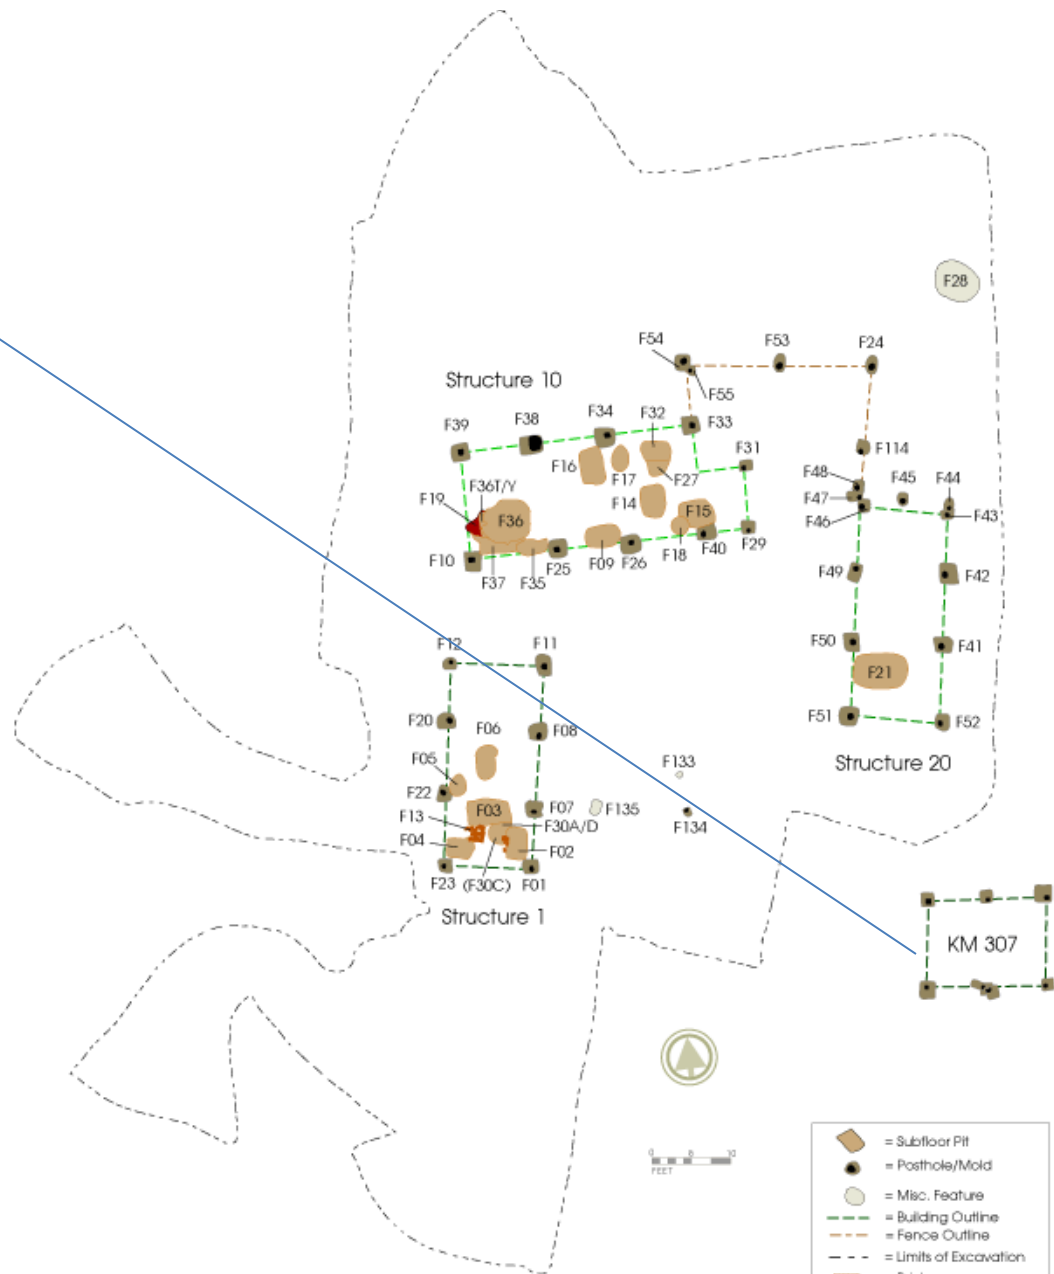 F28
F54
F53
F24
Structure 10
F55
F39
F38
F34
F32
F33
F31
F114
F16
F17
F27
F48
F45
F44
F36T/Y
F47
F19
F36
F14
F15
F46
F43
F10
F37
F35
F25
F09
F26
F18
F40
F29
F49
F42
F12
F11
F50
F41
F21
F20
F06
F08
F51
F52
Structure 20
F05
F133
F22
F03
F07
F135
F13
F30A/D
F134
F04
F02
F23
(F30C)
F01
Structure 1
KM 307
0 8 10
FEET
= Subfloor Pit
= Posthole/Mold
= Misc. Feature
= Building Outline
= Fence Outline
= Limits of Excavation